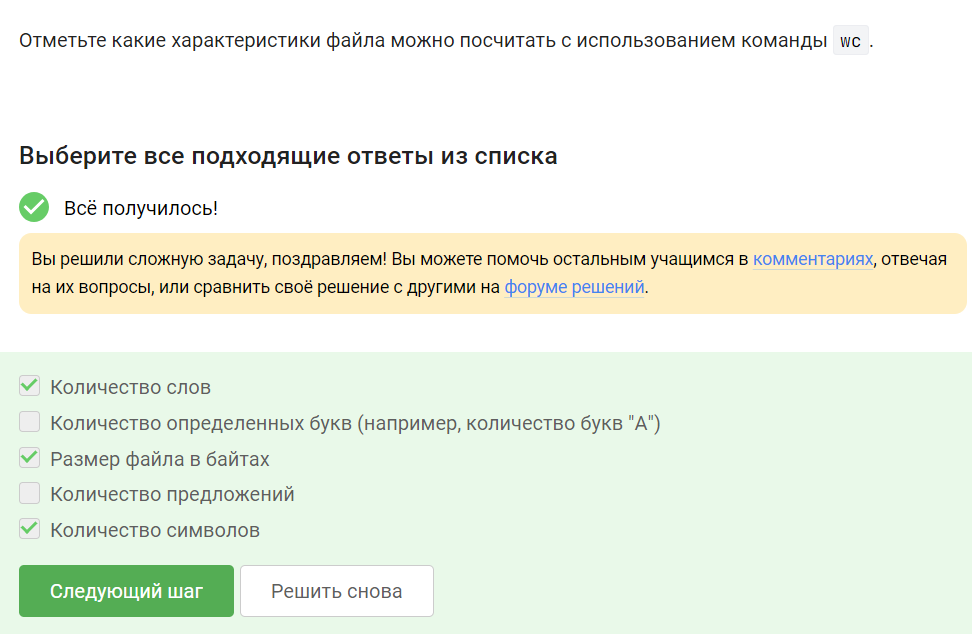 Отметьте какие характеристики файла можно посчитать с использованием команды wc.
Выберите все подходящие ответы из списка
Всё получилось!
Вы решили сложную задачу, поздравляем! Вы можете помочь остальным учащимся в комментариях, отвечая
на их вопросы, или сравнить своё решение с другими на форуме решений.
Количество слов
Количество определенных букв (например, количество букв "А")
Размер файла в байтах
Количество предложений
Количество символов
Следующий шаг
Решить снова